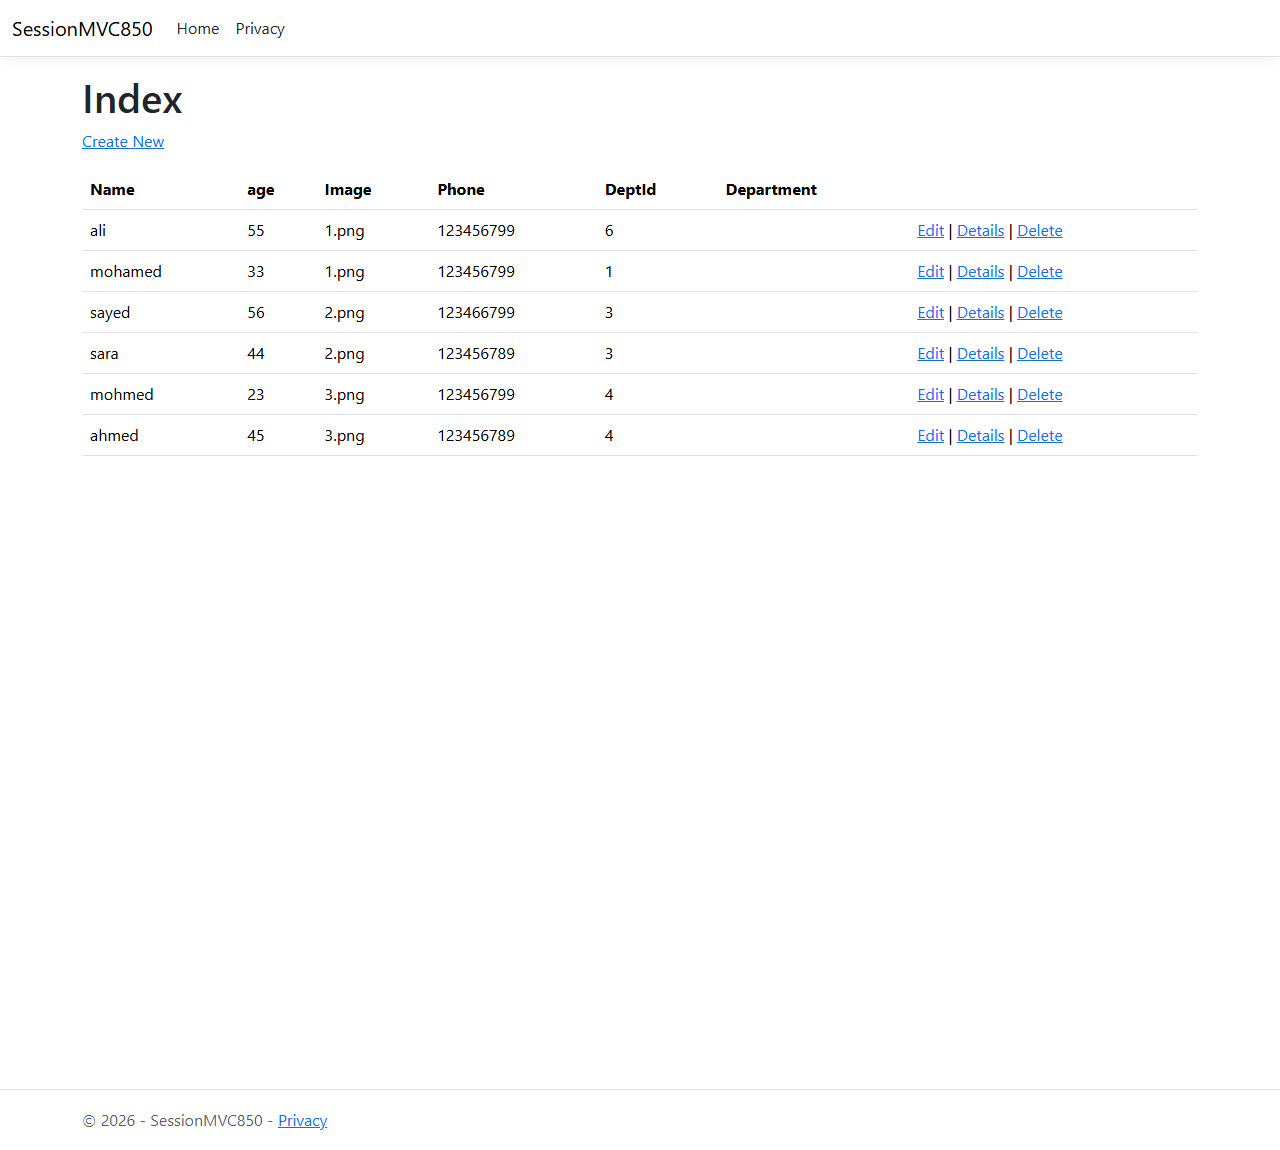 SessionMVC850 Home Privacy
Index
Create New
Name age Image Phone DeptId Department
ali 55 1.png 123456799 6 Edit | Details | Delete
mohamed 33 1.png 123456799 1 Edit | Details | Delete
sayed 56 2.png 123466799 3 Edit | Details | Delete
sara 44 2.png 123456789 3 Edit | Details | Delete
mohmed 23 3.png 123456799 4 Edit | Details | Delete
ahmed 45 3.png 123456789 4 Edit | Details | Delete
© 2026 - SessionMVC850 - Privacy